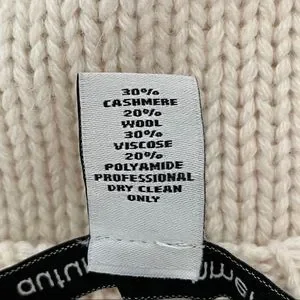 30%
CASHMERE
20%
WOOL
30%
VISCOSE
20%
POLYAMIDE
PROFESSIONAL
DRY CLEAN
ONLY